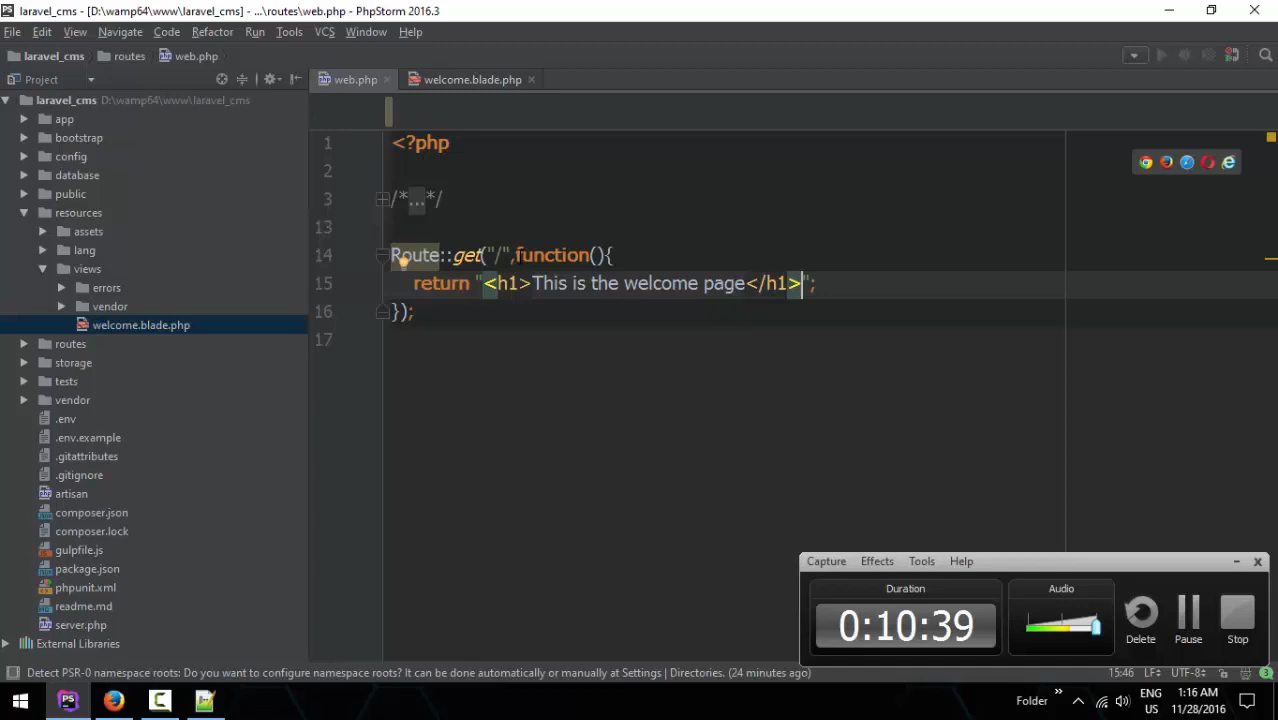 laravel_cms - [D:\wamp64\www\laravel_cms] - ...\routes\web.php - PhpStorm 2016.3
File Edit View Navigate Code Refactor Run Tools VCS Window Help
laravel_cms routes web.php
Project web.php welcome.blade.php
laravel_cms D:\wamp64\www\laravel_cms
app
bootstrap
config
database
public
resources
assets
lang
views
errors
vendor
welcome.blade.php
routes
storage
tests
vendor
.env
.env.example
.gitattributes
.gitignore
artisan
composer.json
composer.lock
gulpfile.js
package.json
phpunit.xml
readme.md
server.php
External Libraries
1 <?php
2
3 /*...*/
13
14 Route::get("/",function(){
15 return "<h1>This is the welcome page</h1>";
16 });
17
Capture Effects Tools Help
Duration Audio
0:10:39
Delete Pause Stop
Detect PSR-0 namespace roots: Do you want to configure namespace roots? It can be done automatically or manually at Settings | Directories. (24 minutes ago) 15:46 LF÷ UTF-8÷ 3
PS Folder ENG US 1:16 AM 11/28/2016